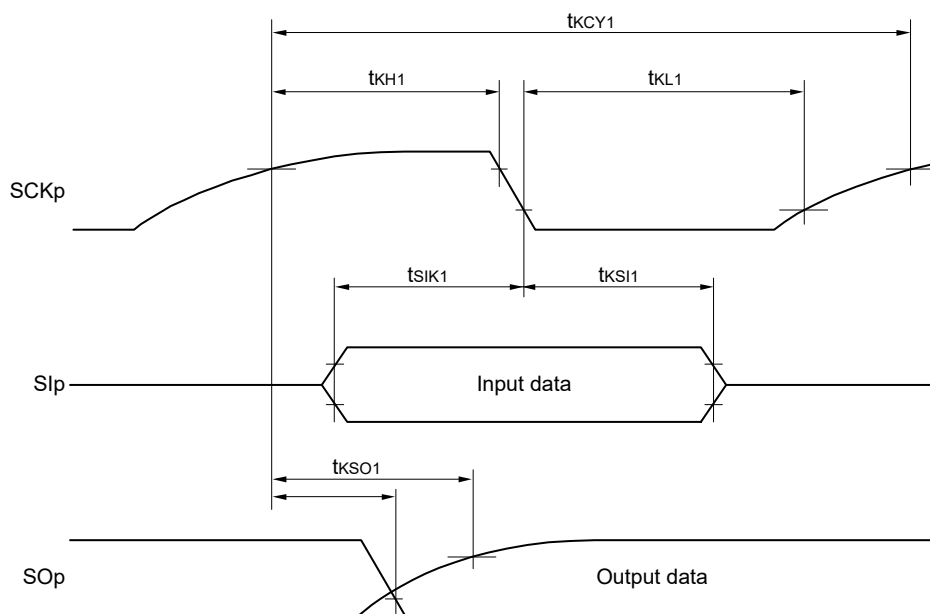 tKCY1
tKH1
tKL1
SCKp
tSIK1
tKSI1
SIp
Input data
tKSO1
SOp
Output data